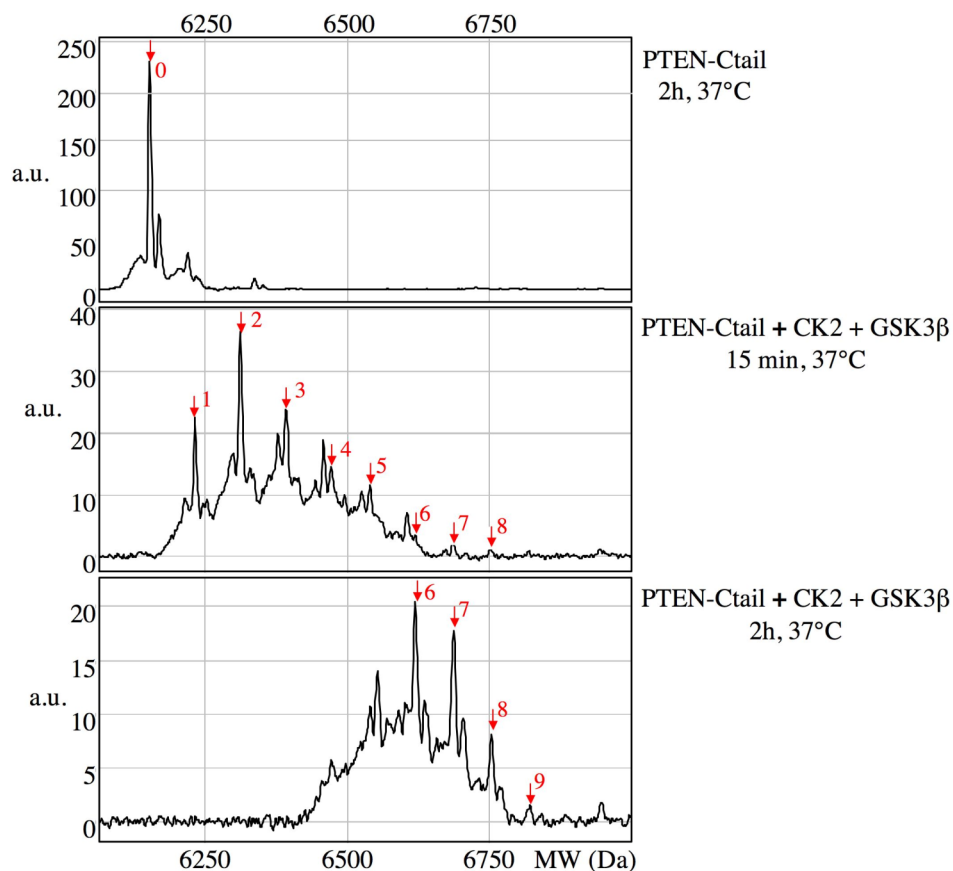 6250 6500 6750
250
200
150
100
50
0
a.u.
0
PTEN-Ctail
2h, 37°C
40
30
20
10
0
a.u.
1
2
3
4
5
6
7
8
PTEN-Ctail + CK2 + GSK3β
15 min, 37°C
20
15
10
5
0
a.u.
6
7
8
9
PTEN-Ctail + CK2 + GSK3β
2h, 37°C
6250 6500 6750 MW (Da)